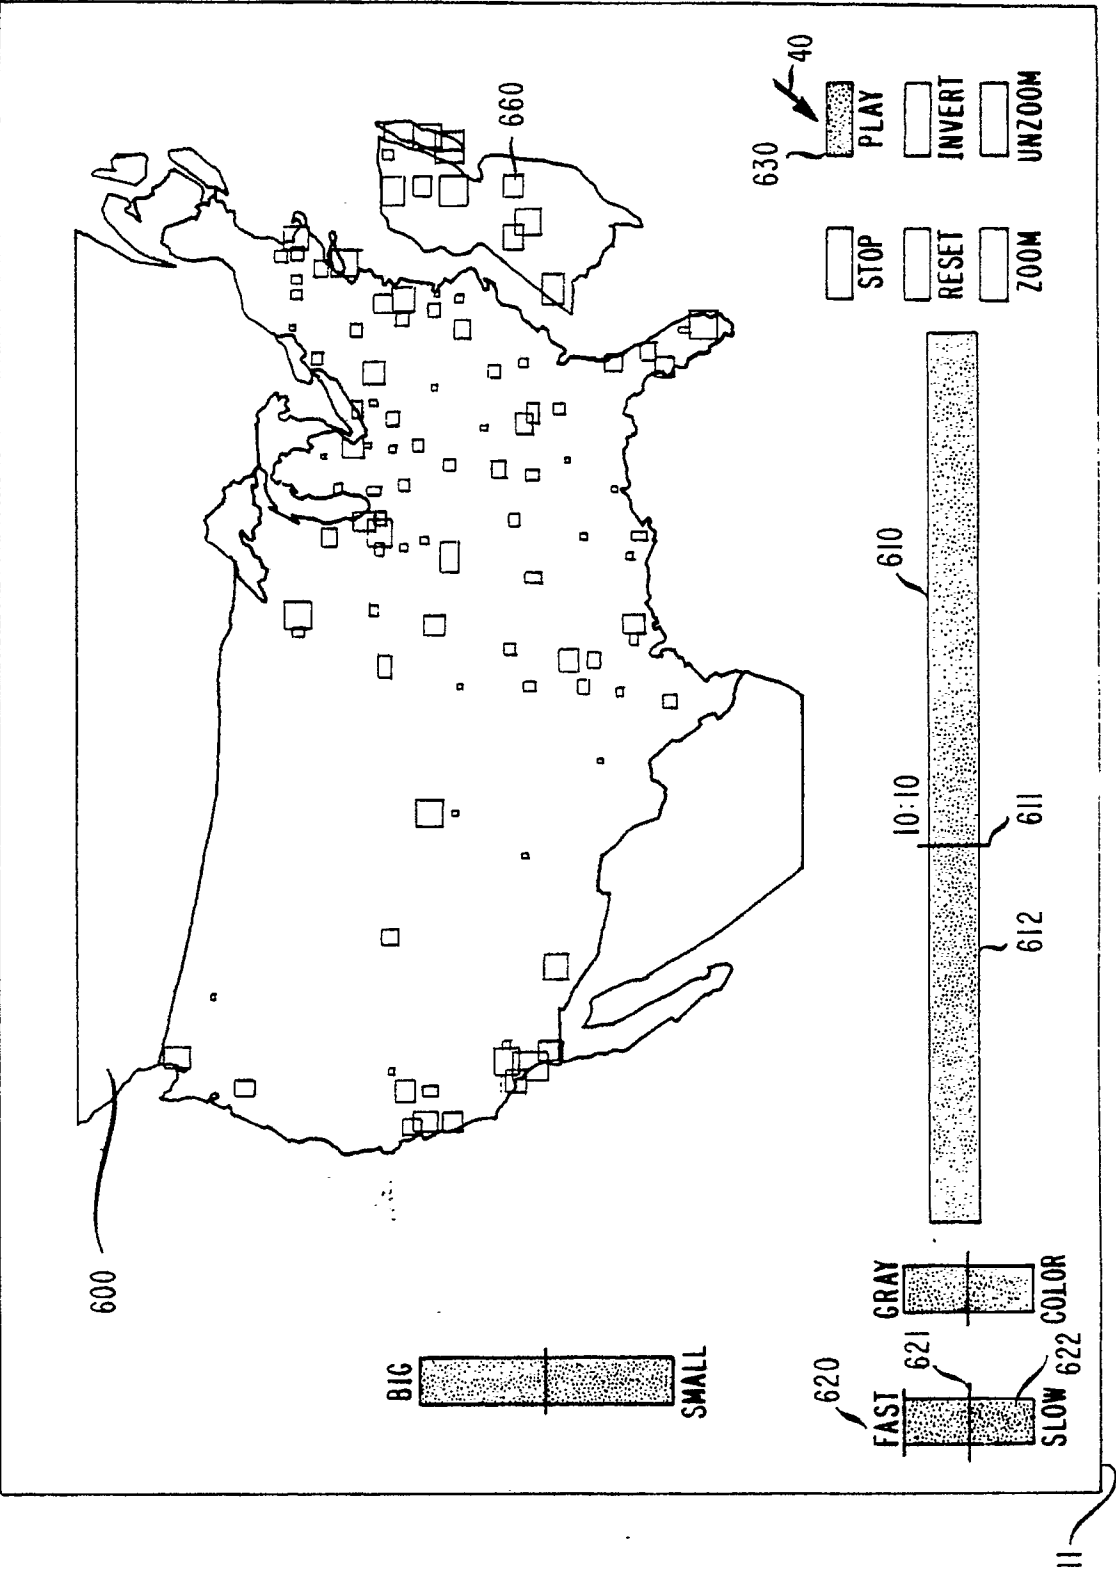 600
660
BIG
SMALL
10:10
610
611
612
620
FAST
621
SLOW
622
GRAY
COLOR
630
40
STOP
PLAY
RESET
INVERT
ZOOM
UNZOOM
11